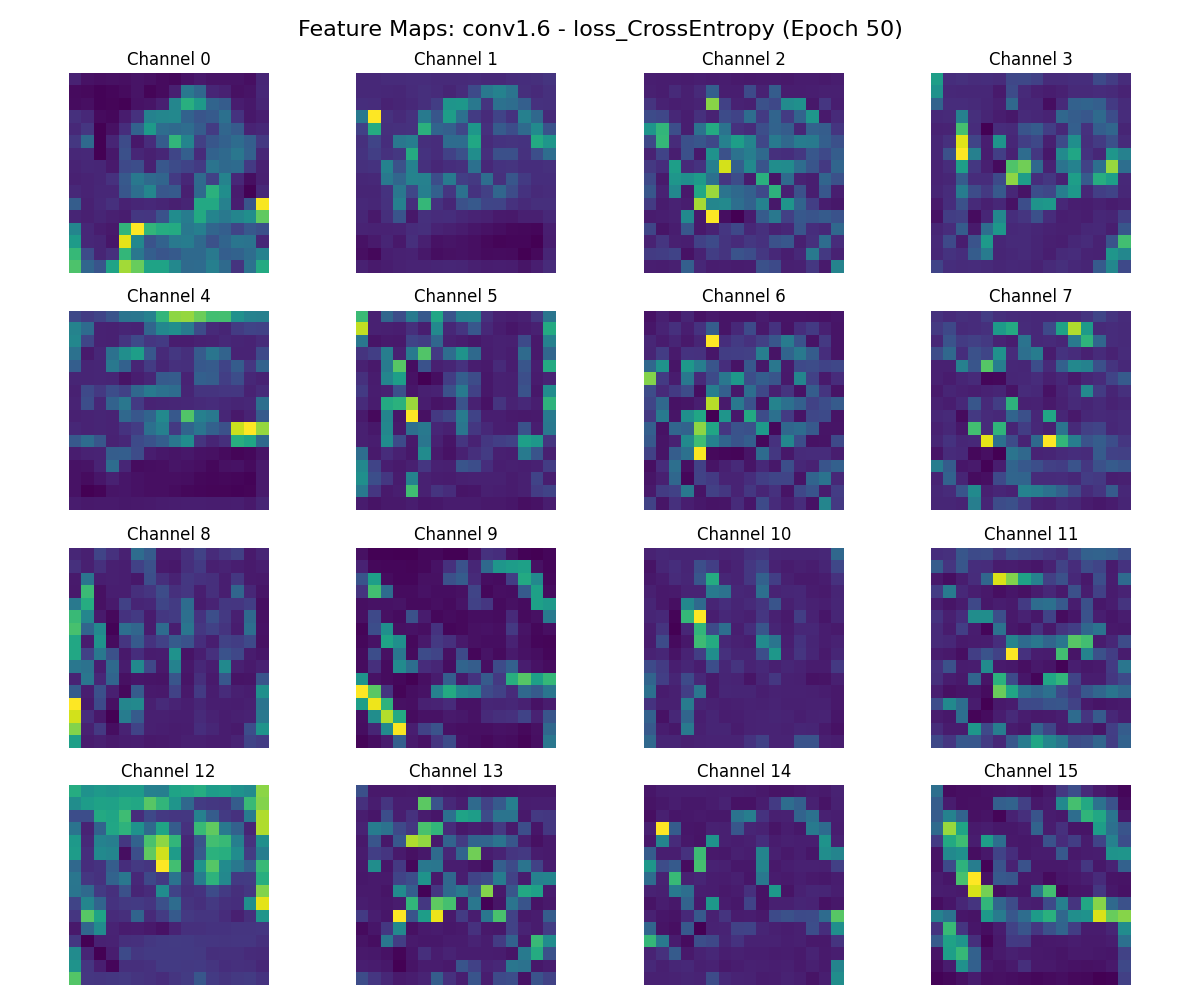 Feature Maps: conv1.6 - loss_CrossEntropy (Epoch 50)
Channel 0
Channel 1
Channel 2
Channel 3
Channel 4
Channel 5
Channel 6
Channel 7
Channel 8
Channel 9
Channel 10
Channel 11
Channel 12
Channel 13
Channel 14
Channel 15